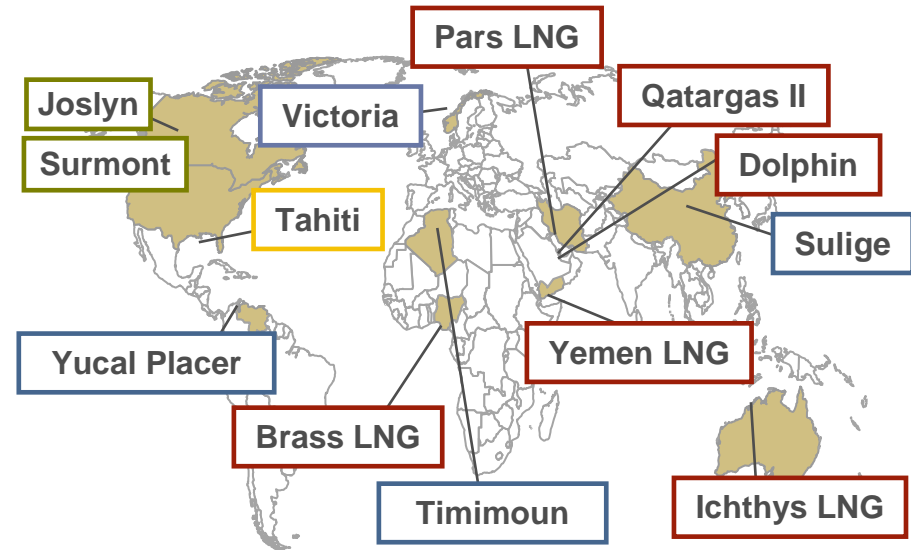 Pars LNG
Joslyn
Victoria
Qatargas II
Surmont
Dolphin
Tahiti
Sulige
Yucal Placer
Yemen LNG
Brass LNG
Timimoun
Ichthys LNG